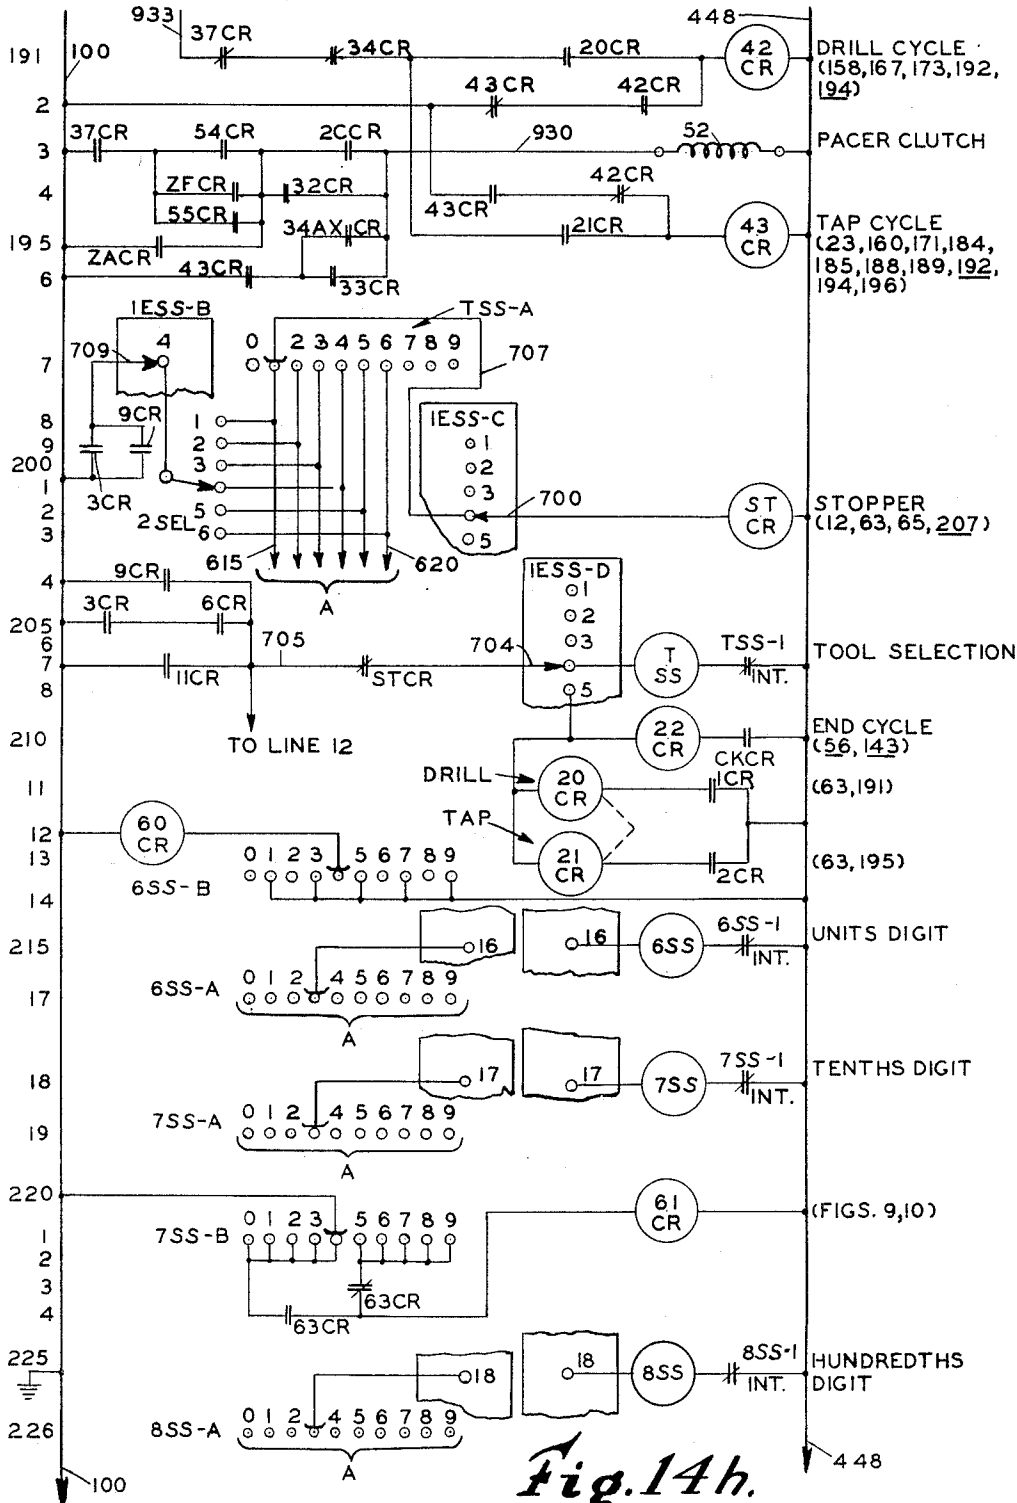 933 448
191 100 37CR 34CR 20CR 42 CR DRILL CYCLE
(158,167,173,192,
194)
2 43CR 42CR
3 37CR 54CR 2CCR 930 52 PACER CLUTCH
4 ZFCR 32CR 43CR 42CR
55CR 34AX CR 21CR 43 CR TAP CYCLE
195 ZACR (23,160,171,184,
185,188,189,192,
194,196)
6 43CR 33CR
1ESS-B TSS-A
709 4 0 2 3 4 5 6 7 8 9 707
7
8 1 1ESS-C
9 9CR 2 1
200 3 2
1 3CR 3
2 5 700 ST CR STOPPER
(12,63,65,207)
3 2SEL 6 5
615 620
A
4 9CR 1ESS-D
1
205 3CR 6CR 2
6 3
7 11CR 705 STCR 704 T SS TSS-1 INT. TOOL SELECTION
8 5
TO LINE 12
210 22 CR CKCR END CYCLE
(56,143)
11 DRILL 20 CR 1CR (63,191)
12 60 CR TAP
13 0 1 2 3 4 5 6 7 8 9 21 CR 2CR (63,195)
6SS-B
14
215 16 16 6SS 6SS-1 INT. UNITS DIGIT
0 1 2 4 5 6 7 8 9
17 6SS-A
A
18 17 17 7SS 7SS-1 INT. TENTHS DIGIT
0 1 2 4 5 6 7 8 9
19 7SS-A
A
220 61 CR (FIGS. 9,10)
0 1 2 3 5 6 7 8 9
1 7SS-B
2
3 63CR
4 63CR
225 18 18 8SS 8SS-1 INT. HUNDREDTHS
DIGIT
0 1 2 4 5 6 7 8 9
226 8SS-A
A
100 448
Fig.14h.